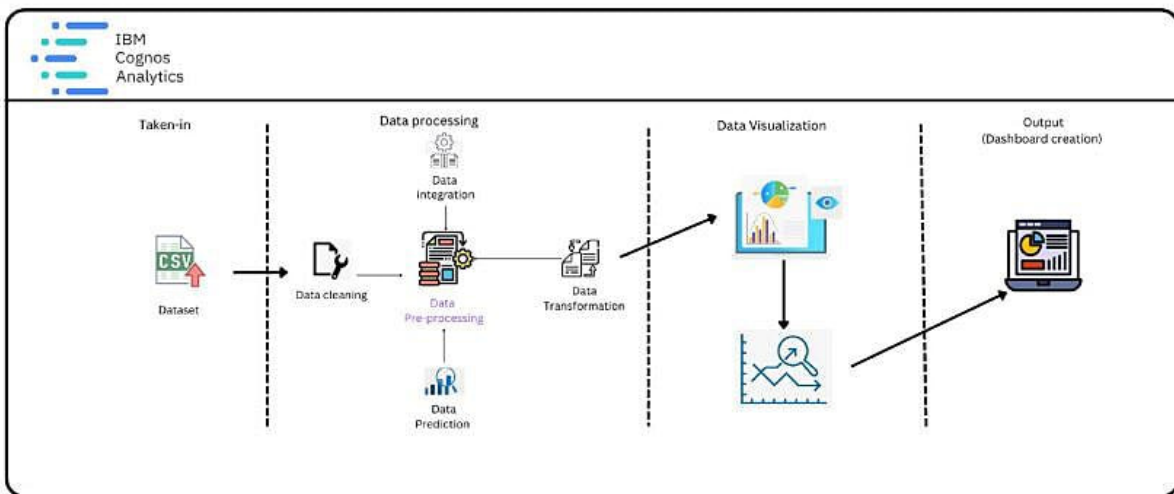 IBM
Cognos
Analytics
Taken-in
Data processing
Data Visualization
Output
(Dashboard creation)
Data
integration
CSV
Dataset
Data cleaning
Data
Pre-processing
Data
Transformation
Data
Prediction